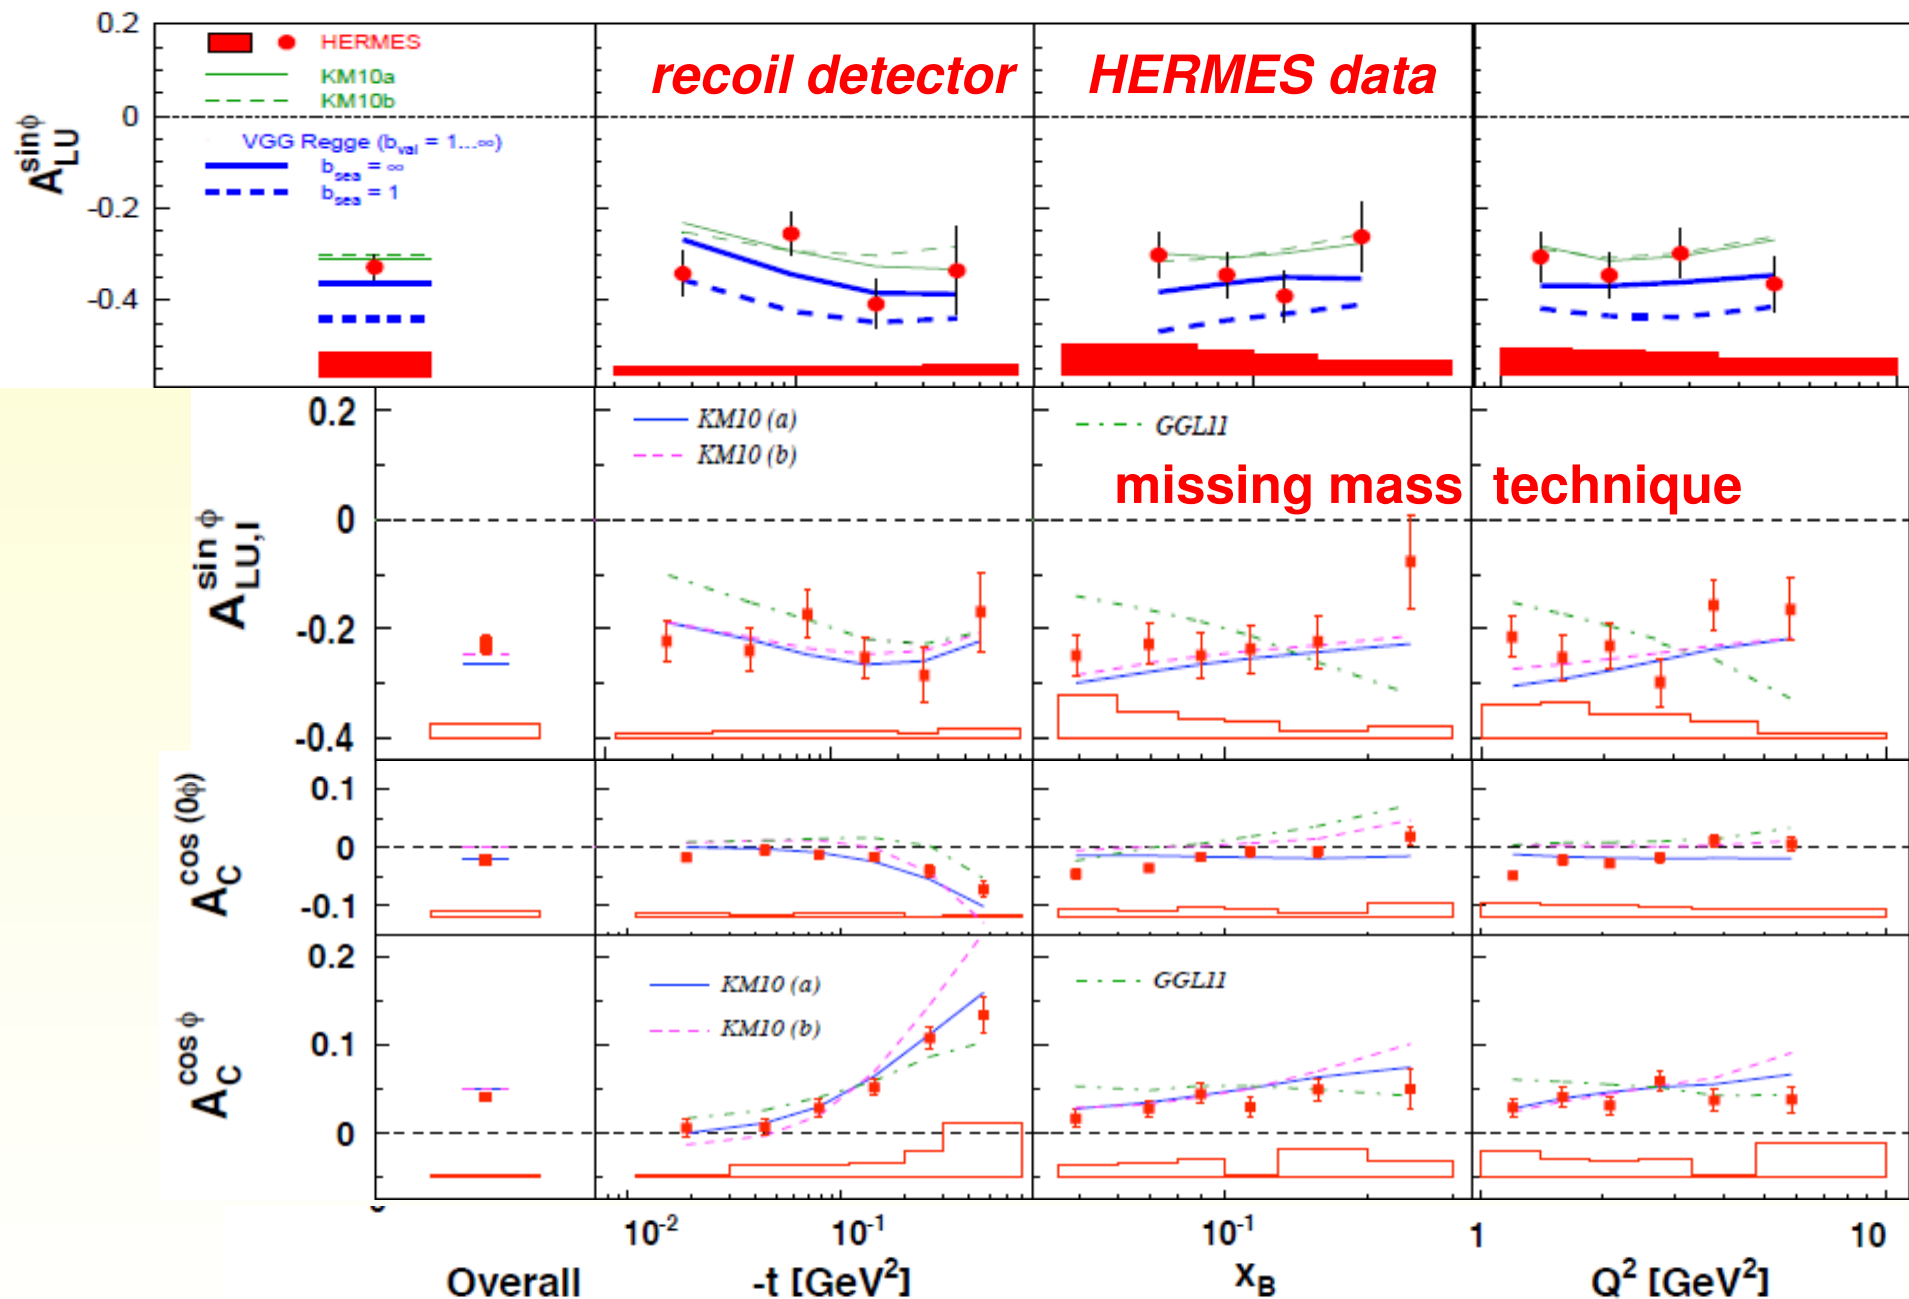 0.2
HERMES
recoil detector
HERMES data
KM10a
KM10b
0
A_LU^sinϕ
VGG Regge (b_val = 1...∞)
b_sea = ∞
b_sea = 1
-0.2
-0.4
0.2
KM10 (a)
GGL11
KM10 (b)
missing mass technique
0
A_LU,I^sin ϕ
-0.2
-0.4
0.1
A_C^cos (0ϕ)
0
-0.1
0.2
KM10 (a)
GGL11
KM10 (b)
A_C^cos ϕ
0.1
0
10^-2
10^-1
10^-1
1
10
Overall
-t [GeV^2]
x_B
Q^2 [GeV^2]